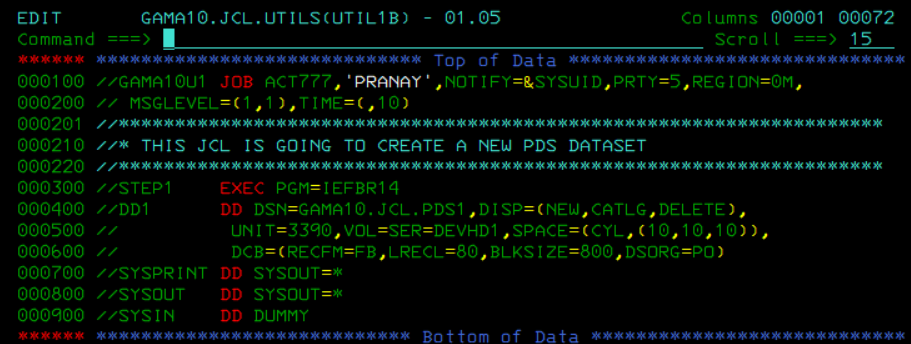 EDIT GAMA10.JCL.UTILS(UTIL1B) - 01.05 Columns 00001 00072
Command ===> Scroll ===> 15
****** ***************************** Top of Data ******************************
000100 //GAMA10U1 JOB ACT777,'PRANAY',NOTIFY=&SYSUID,PRTY=5,REGION=0M,
000200 // MSGLEVEL=(1,1),TIME=(,10)
000201 //********************************************************************
000210 //* THIS JCL IS GOING TO CREATE A NEW PDS DATASET
000220 //********************************************************************
000300 //STEP1 EXEC PGM=IEFBR14
000400 //DD1 DD DSN=GAMA10.JCL.PDS1,DISP=(NEW,CATLG,DELETE),
000500 // UNIT=3390,VOL=SER=DEVHD1,SPACE=(CYL,(10,10,10)),
000600 // DCB=(RECFM=FB,LRECL=80,BLKSIZE=800,DSORG=PO)
000700 //SYSPRINT DD SYSOUT=*
000800 //SYSOUT DD SYSOUT=*
000900 //SYSIN DD DUMMY
****** **************************** Bottom of Data ****************************